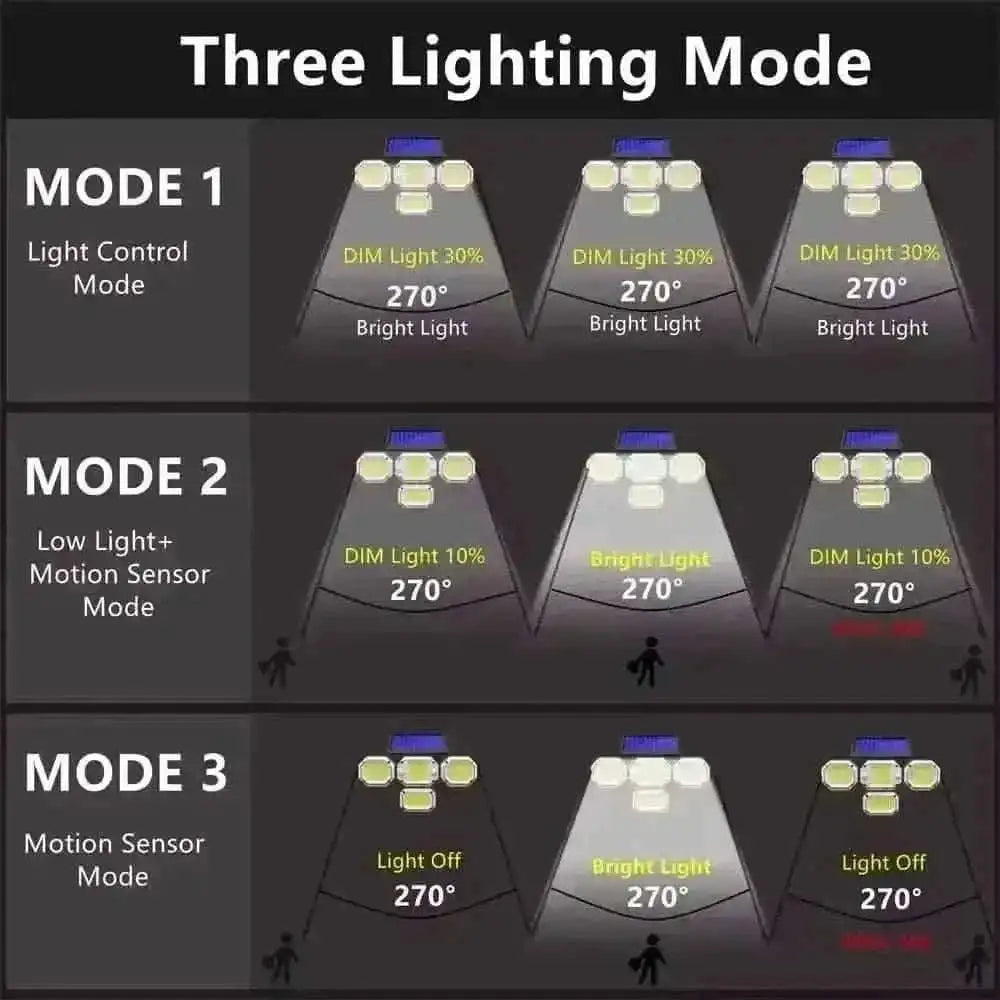 Three Lighting Mode
MODE 1
Light Control
Mode
DIM Light 30%
270°
Bright Light
DIM Light 30%
270°
Bright Light
DIM Light 30%
270°
Bright Light
MODE 2
Low Light+
Motion Sensor
Mode
DIM Light 10%
270°
Bright Light
270°
DIM Light 10%
270°
MODE 3
Motion Sensor
Mode
Light Off
270°
Bright Light
270°
Light Off
270°